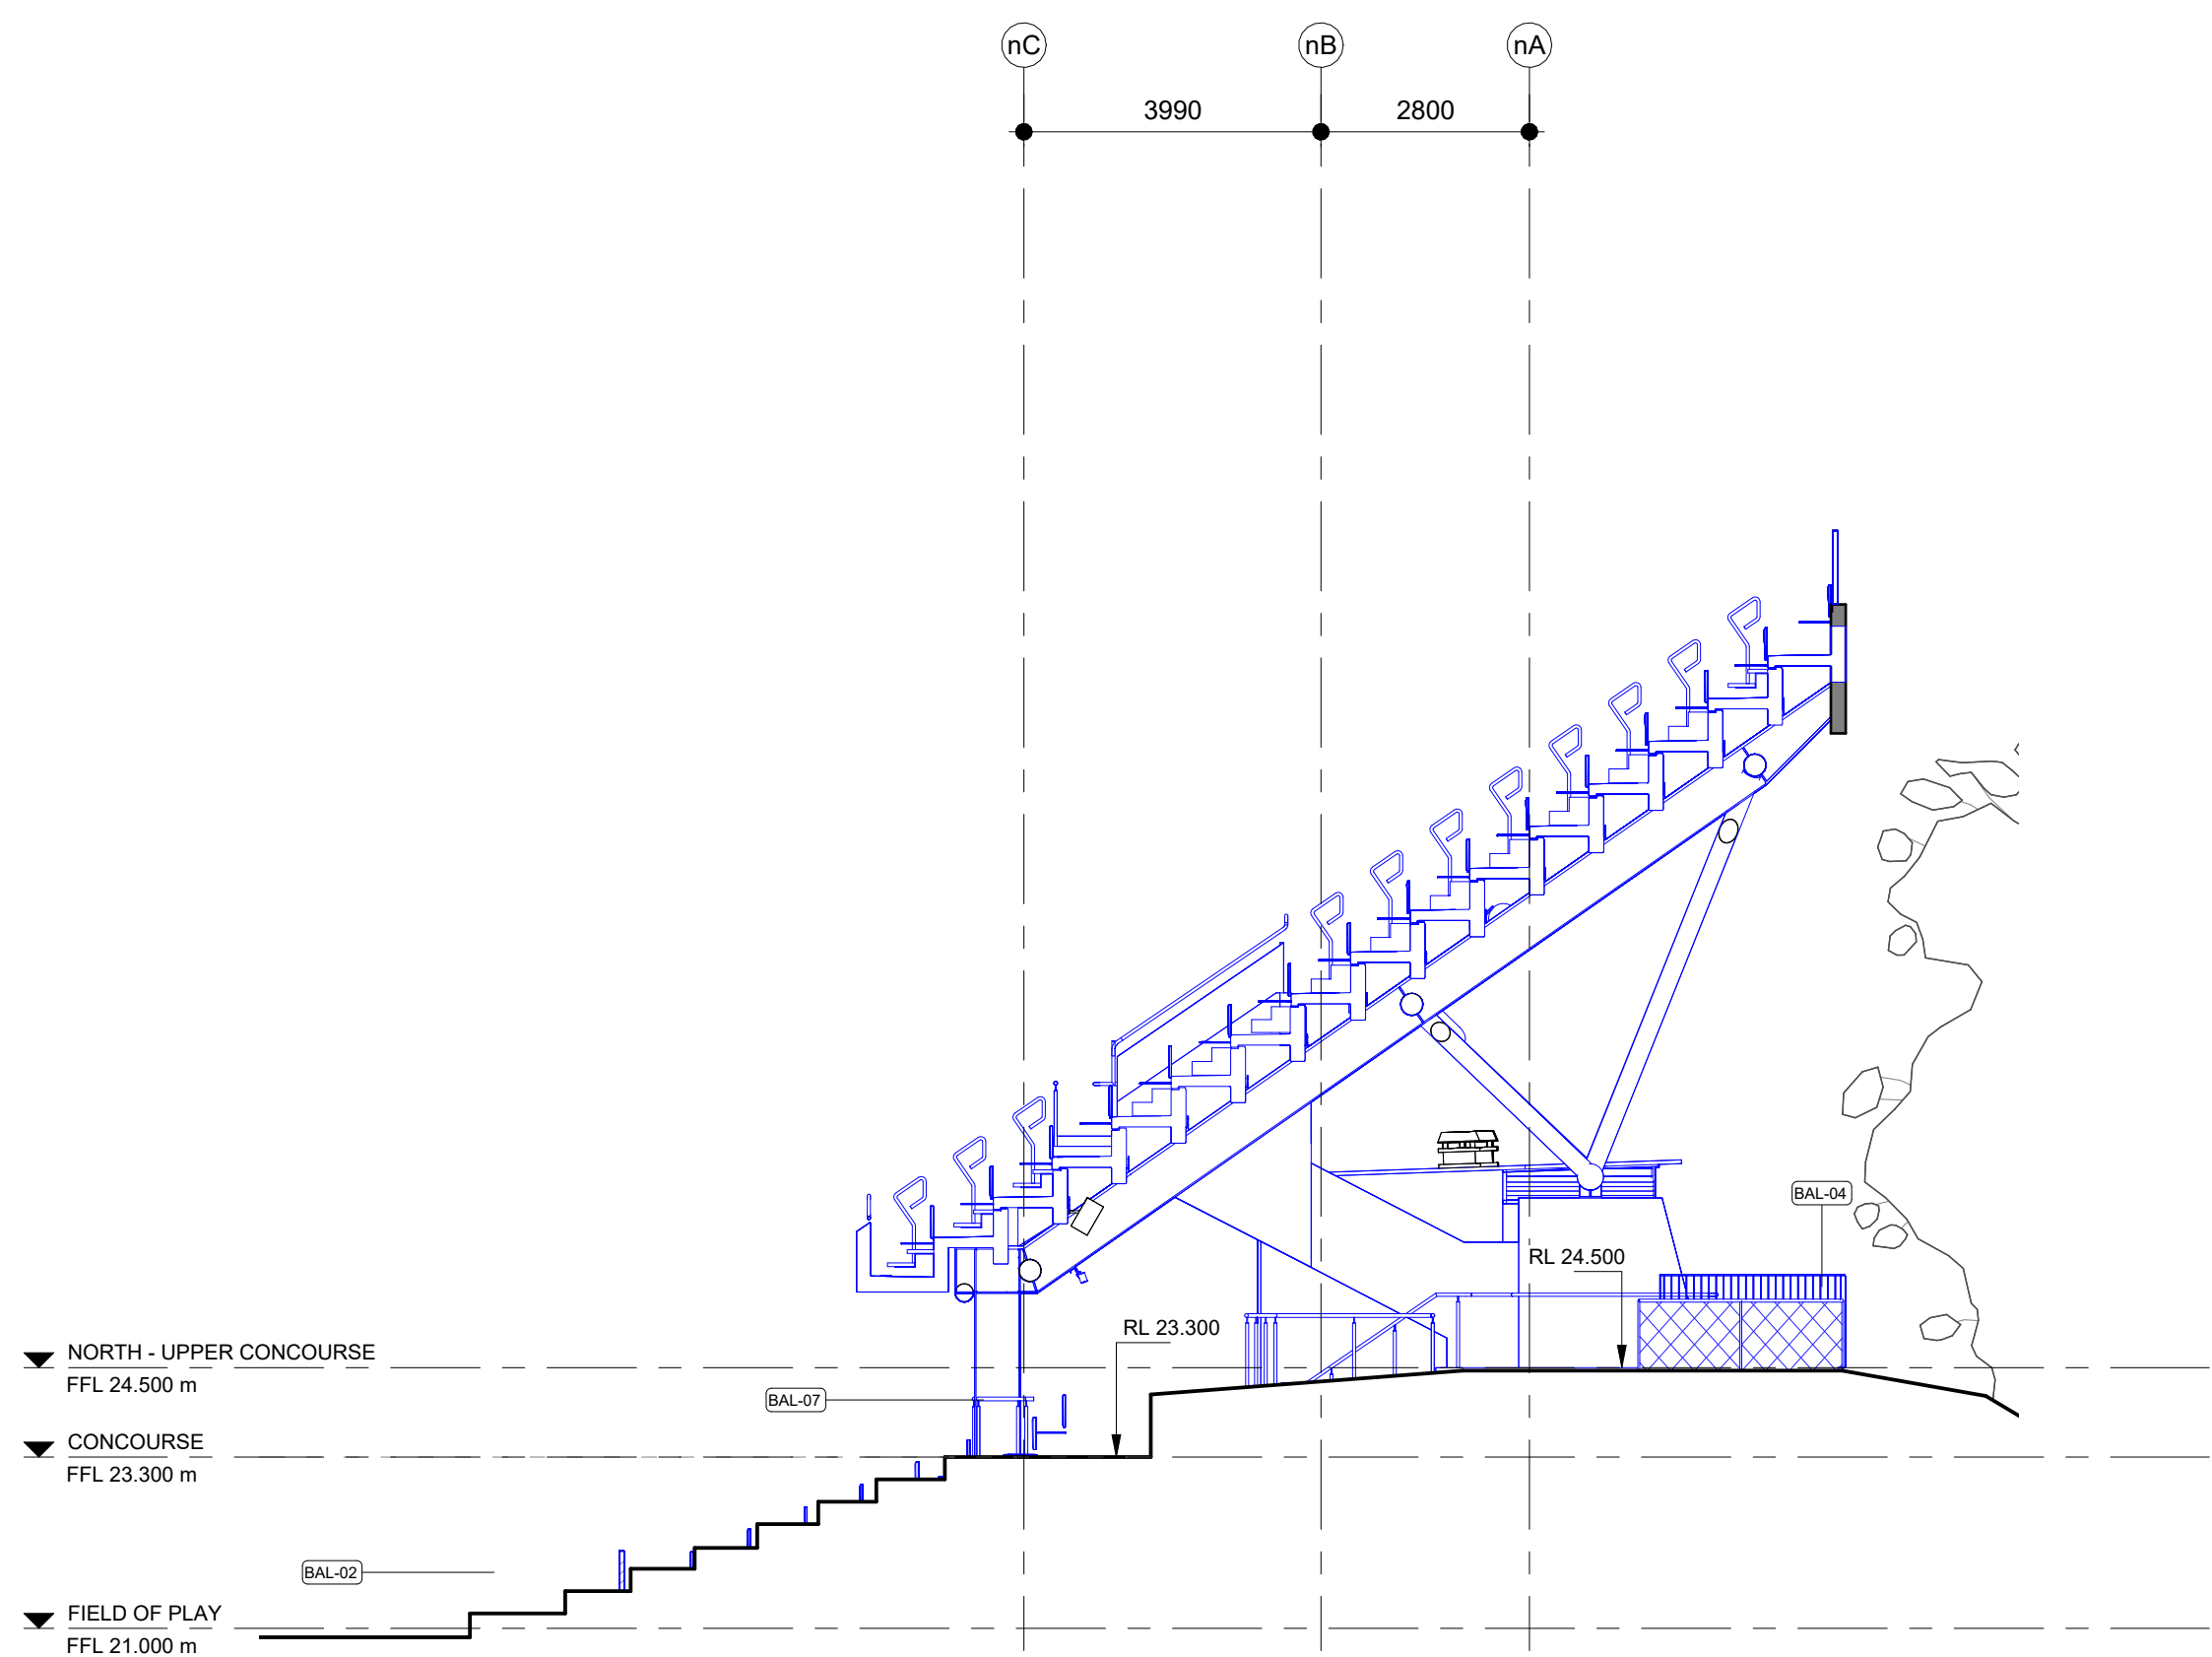 nC
nB
nA
3990
2800
BAL-04
RL 24.500
RL 23.300
NORTH - UPPER CONCOURSE
FFL 24.500 m
BAL-07
CONCOURSE
FFL 23.300 m
BAL-02
FIELD OF PLAY
FFL 21.000 m